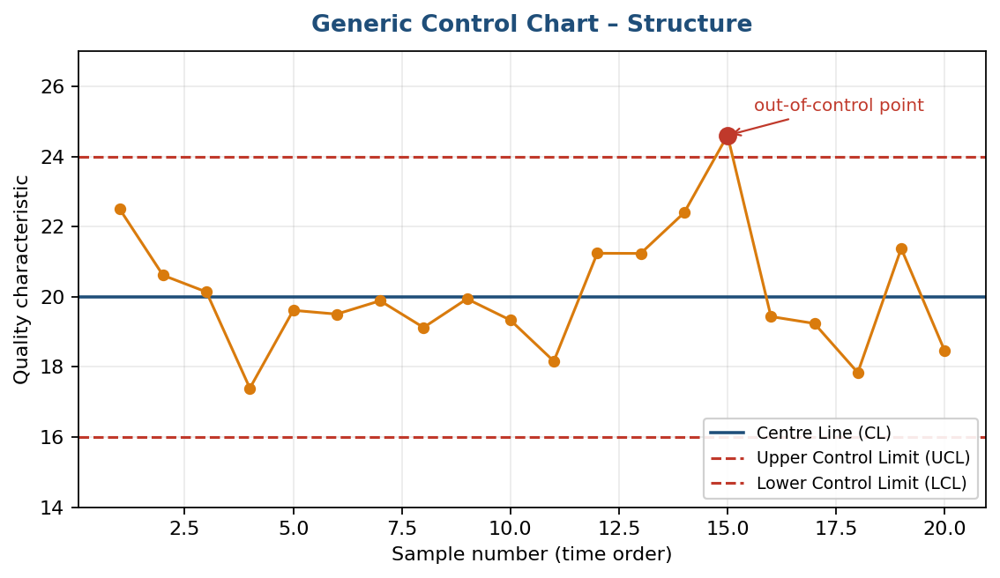 Generic Control Chart – Structure
26
24
22
20
18
16
14
Quality characteristic
out-of-control point
Centre Line (CL)
Upper Control Limit (UCL)
Lower Control Limit (LCL)
2.5 5.0 7.5 10.0 12.5 15.0 17.5 20.0
Sample number (time order)